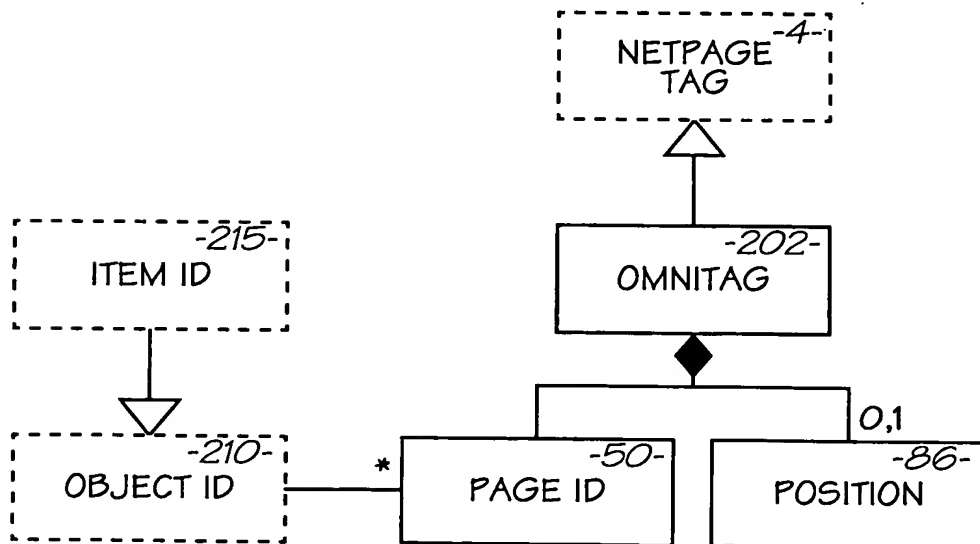 -4-
NETPAGE
TAG
-215-
ITEM ID
-202-
OMNITAG
0,1
-210-
OBJECT ID
*
-50-
PAGE ID
-86-
POSITION